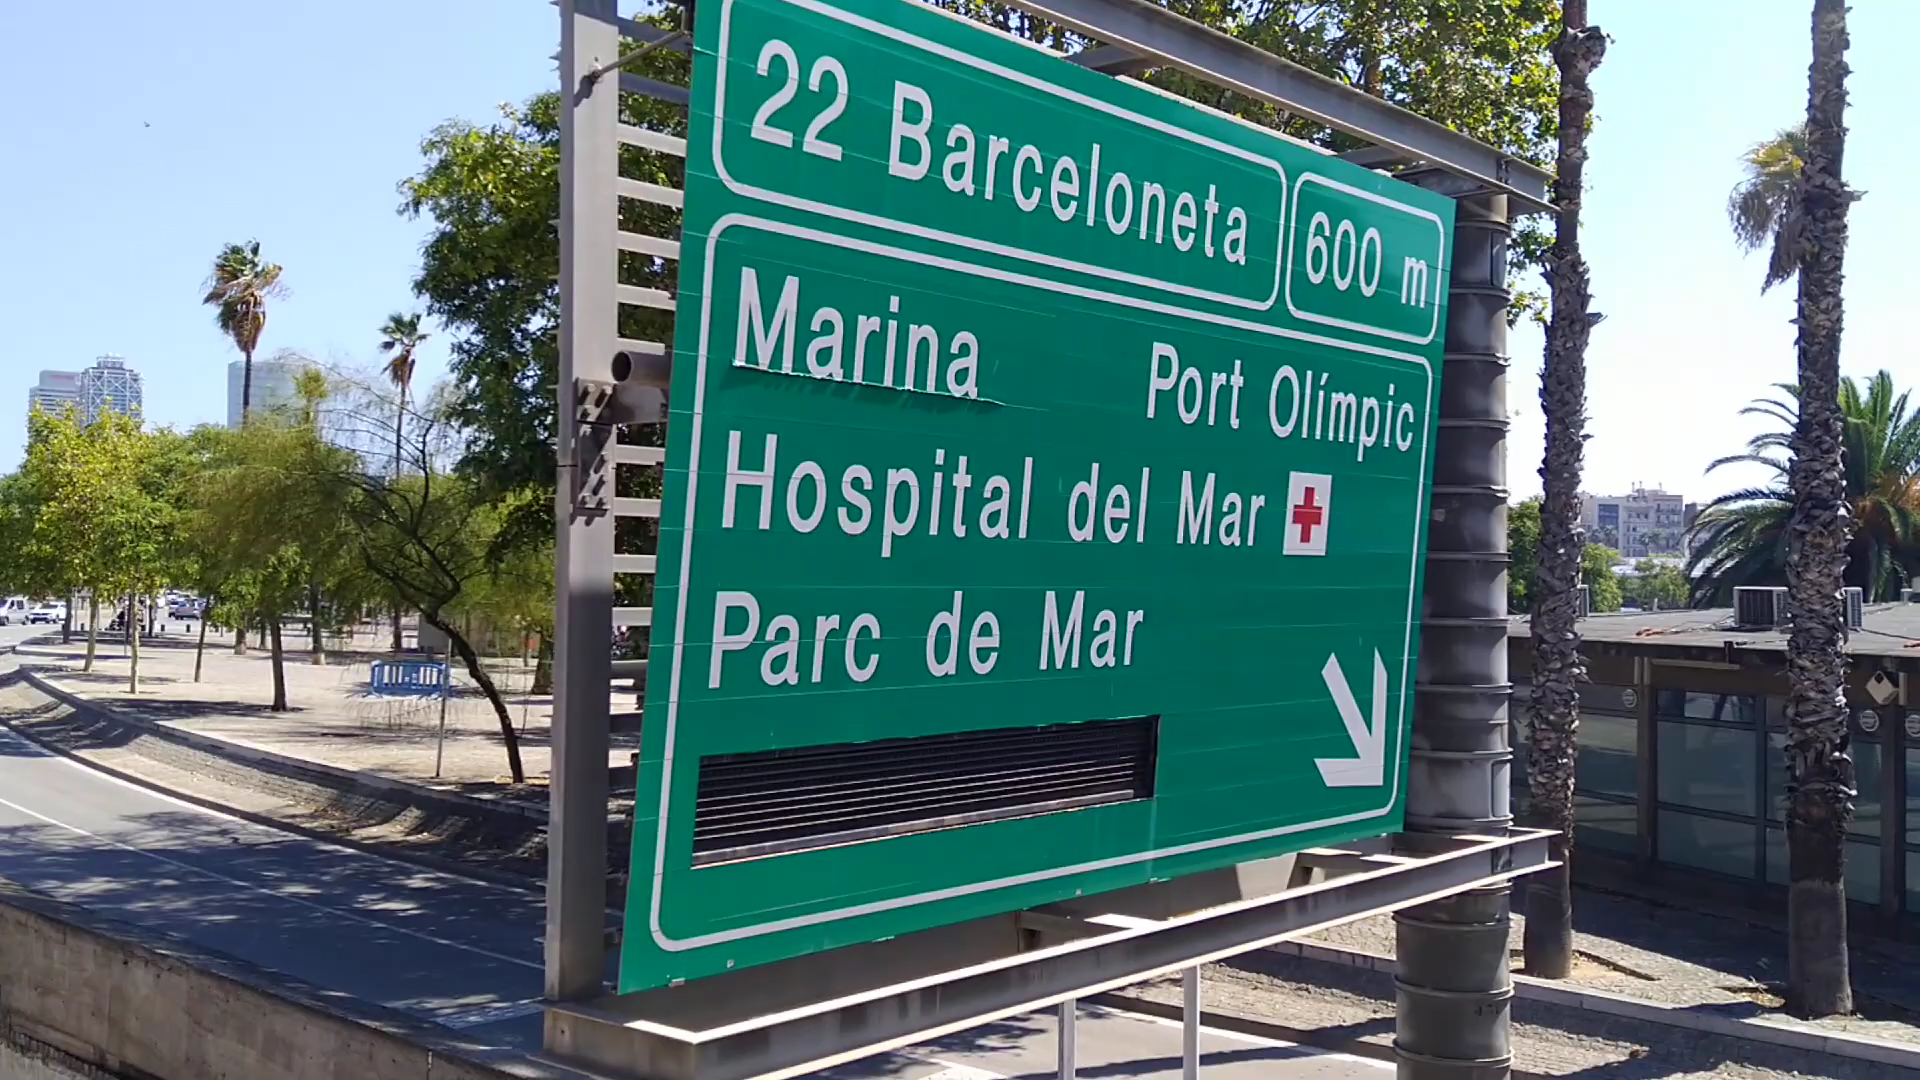 22 Barceloneta 600 m
Marina Port Olímpic
Hospital del Mar
Parc de Mar